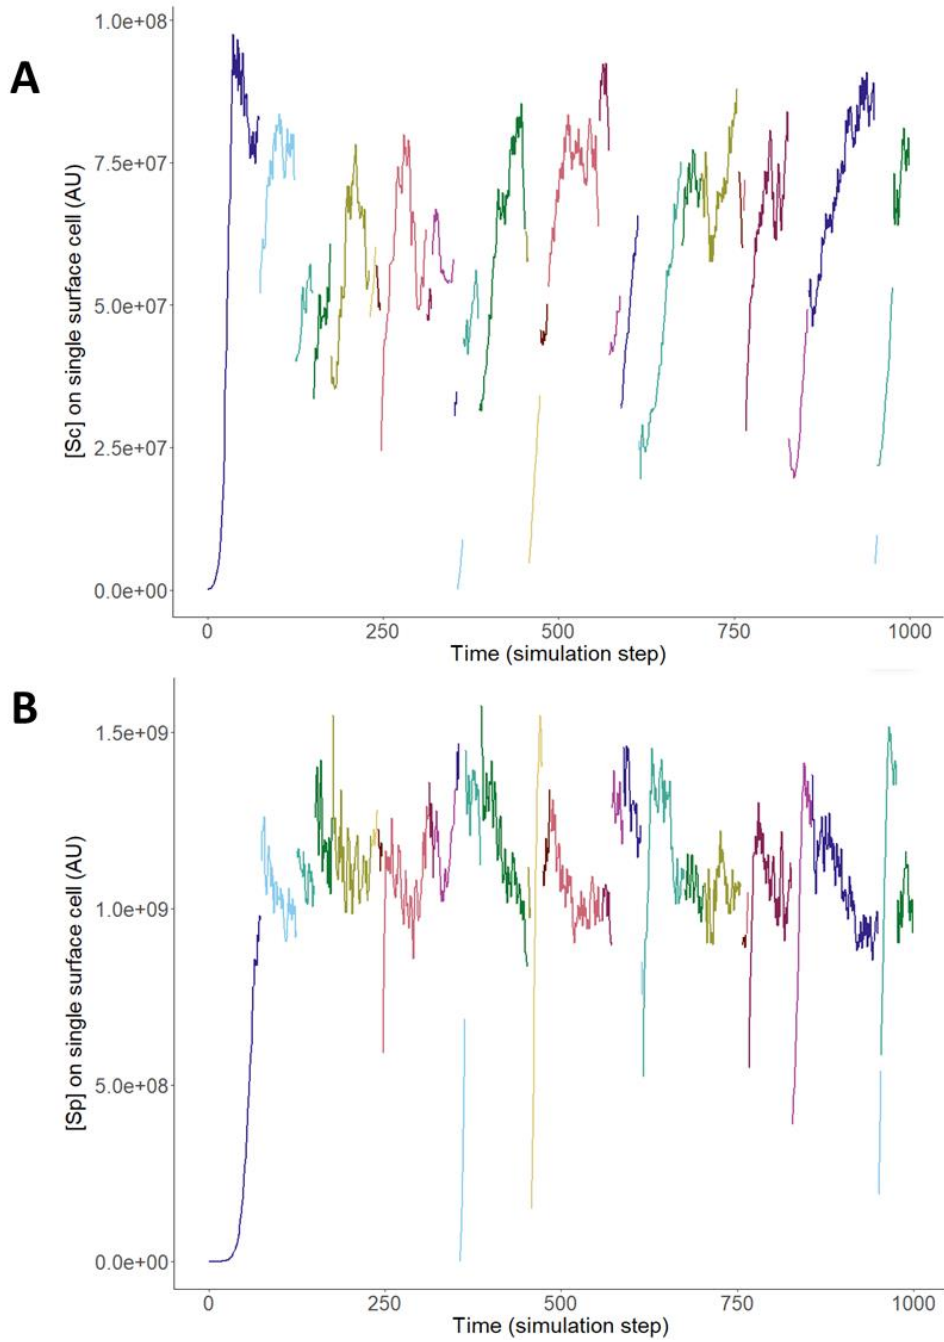 A
[Sc] on single surface cell (AU)
1.0e+08
7.5e+07
5.0e+07
2.5e+07
0.0e+00
0 250 500 750 1000
Time (simulation step)
B
[Sp] on single surface cell (AU)
1.5e+09
1.0e+09
5.0e+08
0.0e+00
0 250 500 750 1000
Time (simulation step)